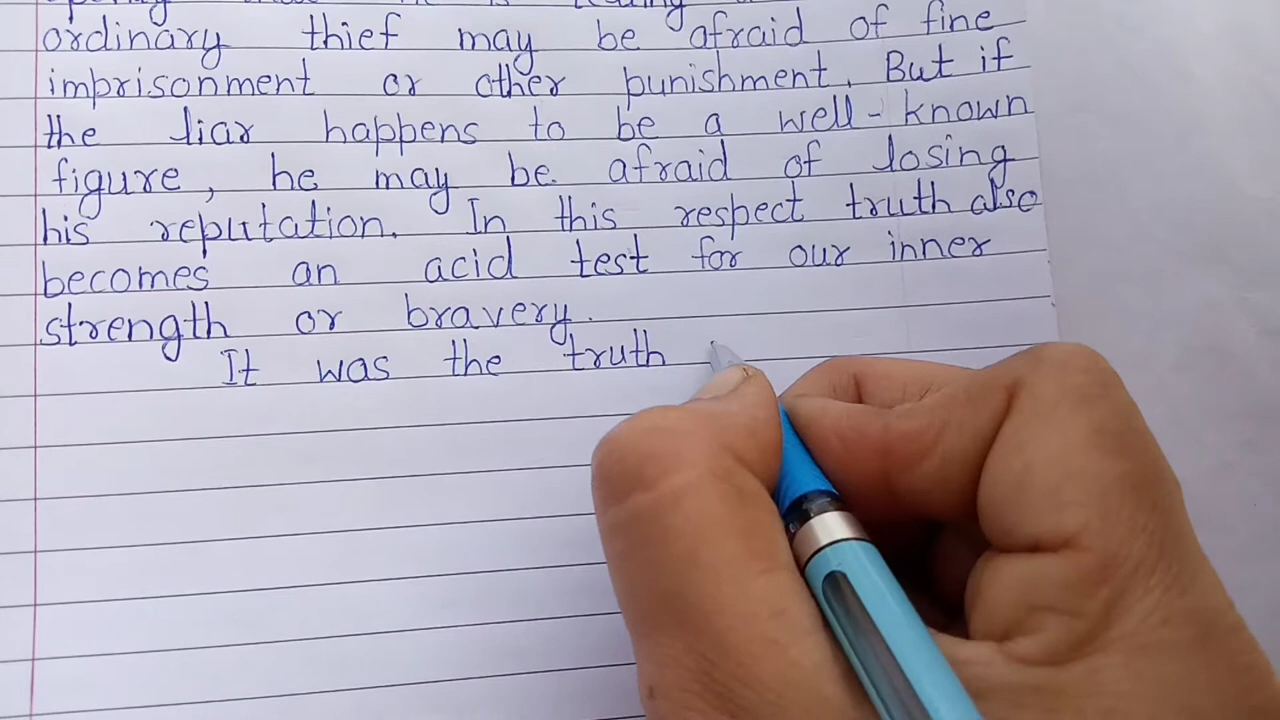 ordinary thief may be afraid of fine
imprisonment or other punishment. But if
the liar happens to be a well-known
figure, he may be afraid of losing
his reputation. In this respect truth also
becomes an acid test for our inner
strength or bravery.
It was the truth